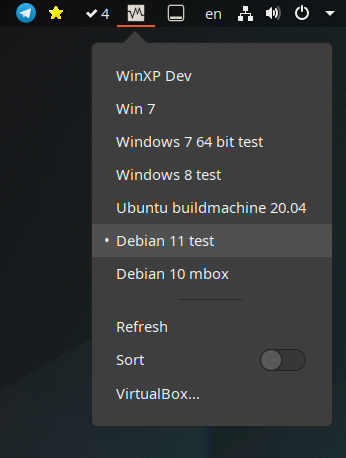 4 en
WinXP Dev
Win 7
Windows 7 64 bit test
Windows 8 test
Ubuntu buildmachine 20.04
• Debian 11 test
Debian 10 mbox
Refresh
Sort
VirtualBox...